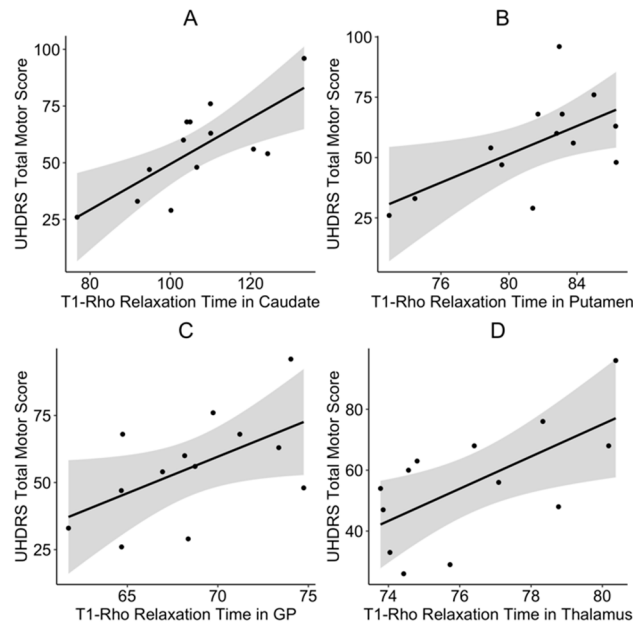 A
100
75
50
25
UHDRS Total Motor Score
80
100
120
T1-Rho Relaxation Time in Caudate
B
100
75
50
25
UHDRS Total Motor Score
76
80
84
T1-Rho Relaxation Time in Putamen
C
75
50
25
UHDRS Total Motor Score
65
70
75
T1-Rho Relaxation Time in GP
D
80
60
40
UHDRS Total Motor Score
74
76
78
80
T1-Rho Relaxation Time in Thalamus